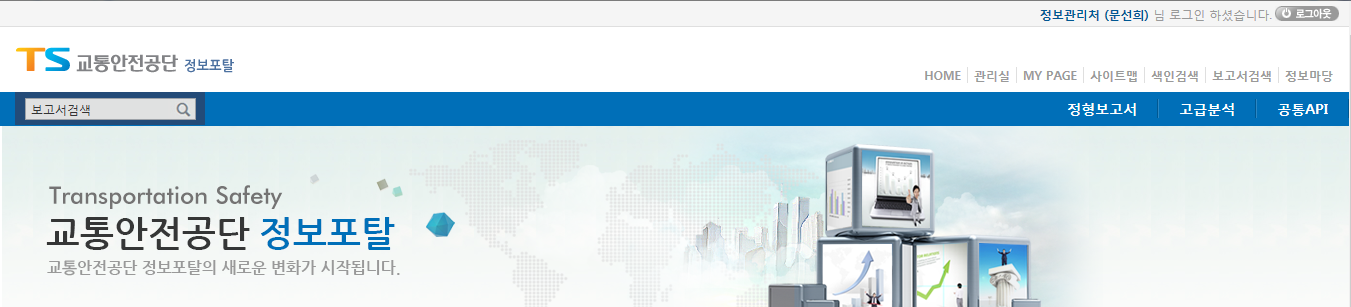 정보관리처 (문선희) 님 로그인 하셨습니다. 로그아웃
TS 교통안전공단 정보포탈
HOME 관리실 MY PAGE 사이트맵 색인검색 보고서검색 정보마당
보고서검색 정형보고서 고급분석 공통API
Transportation Safety
교통안전공단 정보포탈
교통안전공단 정보포탈의 새로운 변화가 시작됩니다.